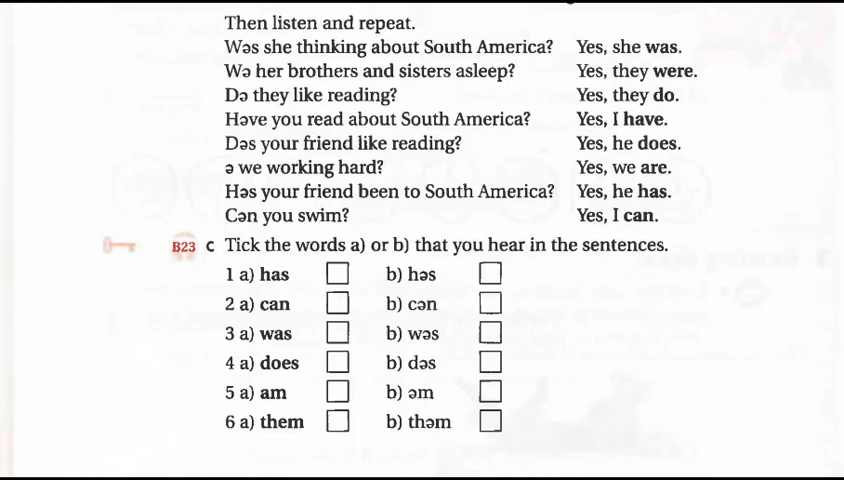 Then listen and repeat.
Wəs she thinking about South America? Yes, she was.
Wə her brothers and sisters asleep? Yes, they were.
Də they like reading? Yes, they do.
Həve you read about South America? Yes, I have.
Dəs your friend like reading? Yes, he does.
ə we working hard? Yes, we are.
Həs your friend been to South America? Yes, he has.
Cən you swim? Yes, I can.
B23 C Tick the words a) or b) that you hear in the sentences.
1 a) has b) həs
2 a) can b) cən
3 a) was b) wəs
4 a) does b) dəs
5 a) am b) əm
6 a) them b) thəm